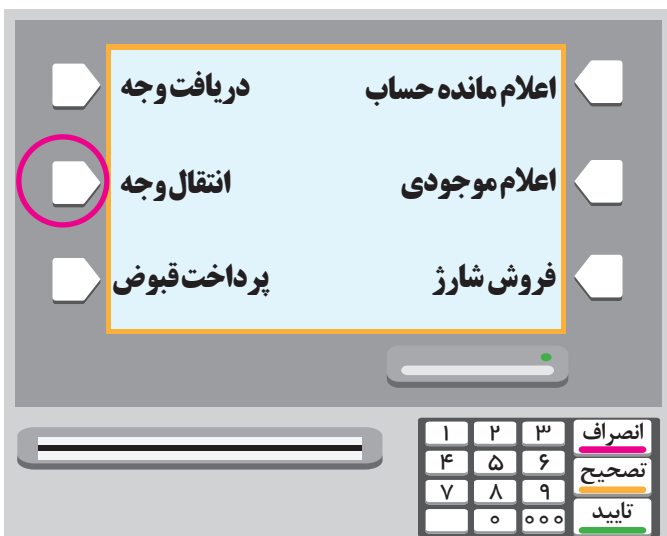 اعلام مانده حساب
دریافت وجه
اعلام موجودی
انتقال وجه
فروش شارژ
پرداخت قبوض
۱ ۲ ۳ انصراف
۴ ۵ ۶ تصحیح
۷ ۸ ۹ تایید
۰ ۰۰۰